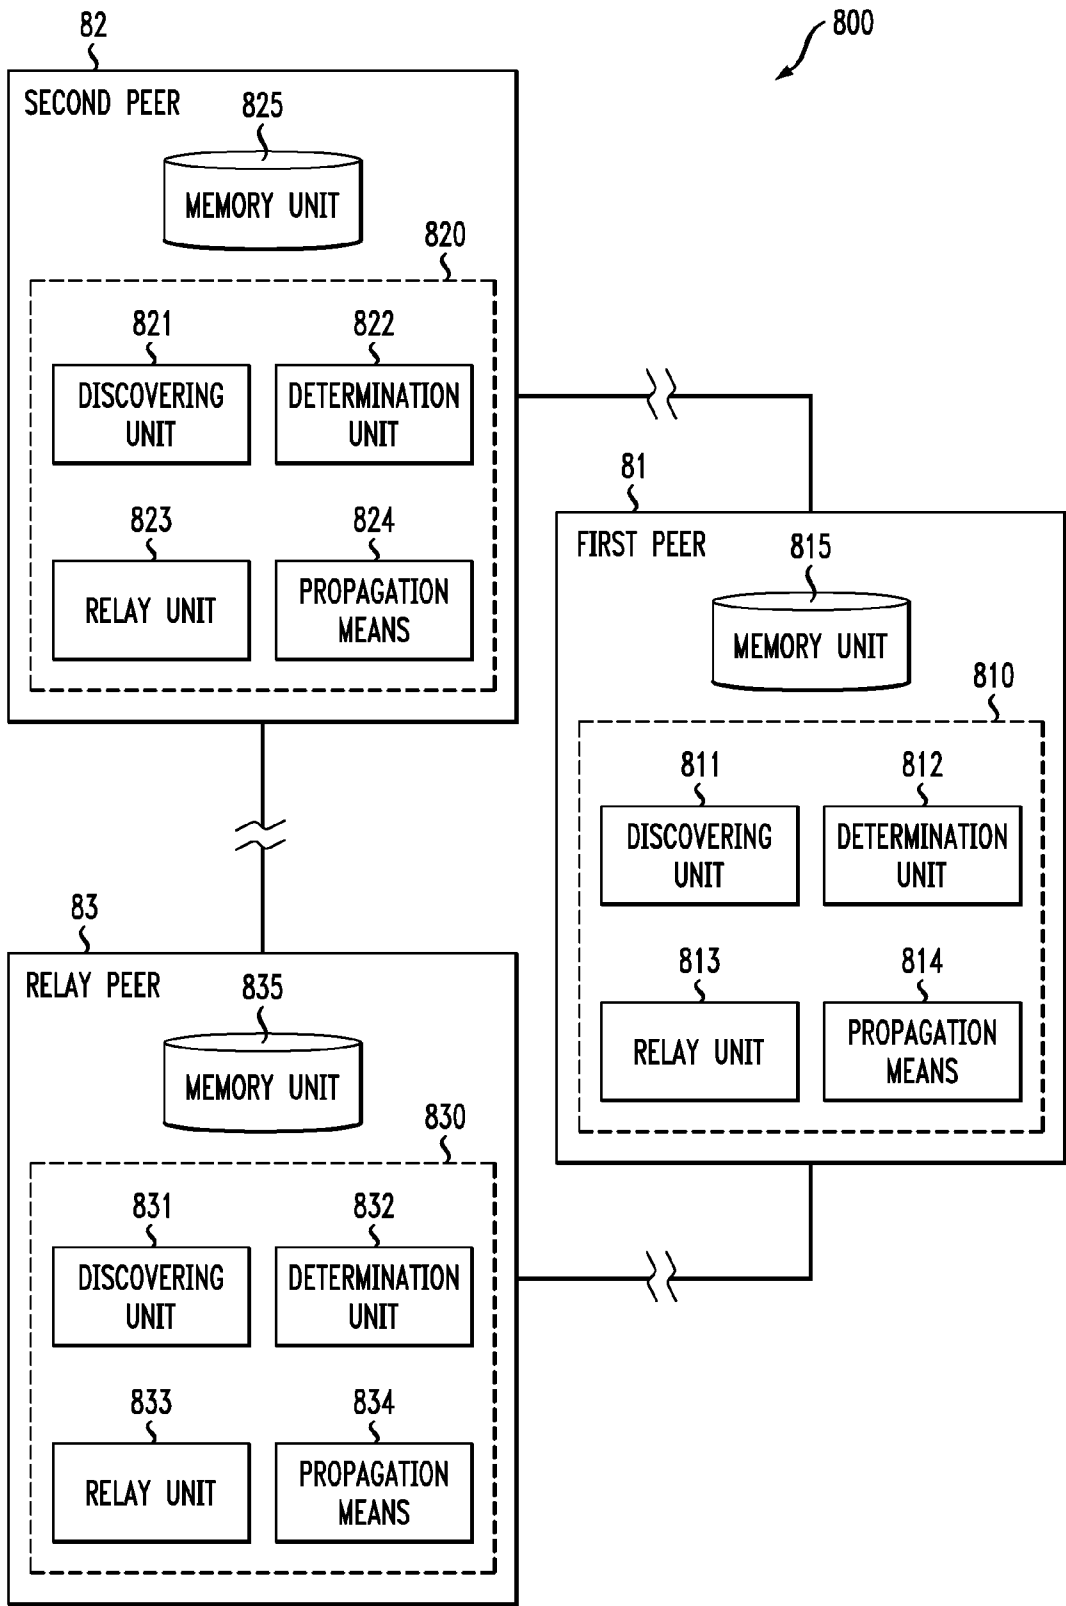 800
82
SECOND PEER
825
MEMORY UNIT
820
821
822
DISCOVERING
UNIT
DETERMINATION
UNIT
823
824
RELAY UNIT
PROPAGATION
MEANS
81
FIRST PEER
815
MEMORY UNIT
810
811
812
DISCOVERING
UNIT
DETERMINATION
UNIT
813
814
RELAY UNIT
PROPAGATION
MEANS
83
RELAY PEER
835
MEMORY UNIT
830
831
832
DISCOVERING
UNIT
DETERMINATION
UNIT
833
834
RELAY UNIT
PROPAGATION
MEANS